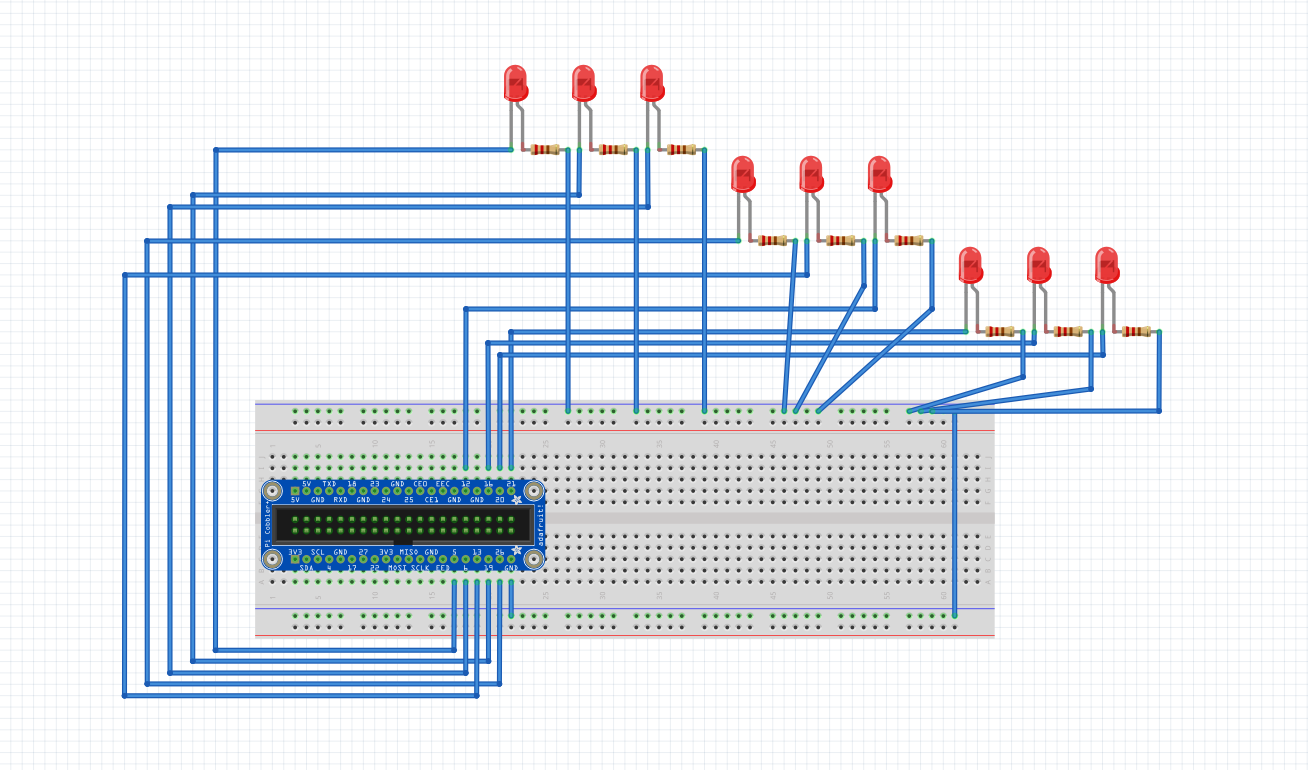 1 5 10 15 25 30 35 40 45 50 55 60
5V TXD 18 23 GND CE0 EEC 12 16 21
5V GND RXD GND 24 25 CE1 GND GND 20
Pi Cobbler+
adafruit!
3V3 SCL GND 27 3V3 MISO GND 5 13 26
SDA 4 17 22 MOSI SCLK EED 6 19 GND
1 5 10 15 25 30 35 40 45 50 55 60